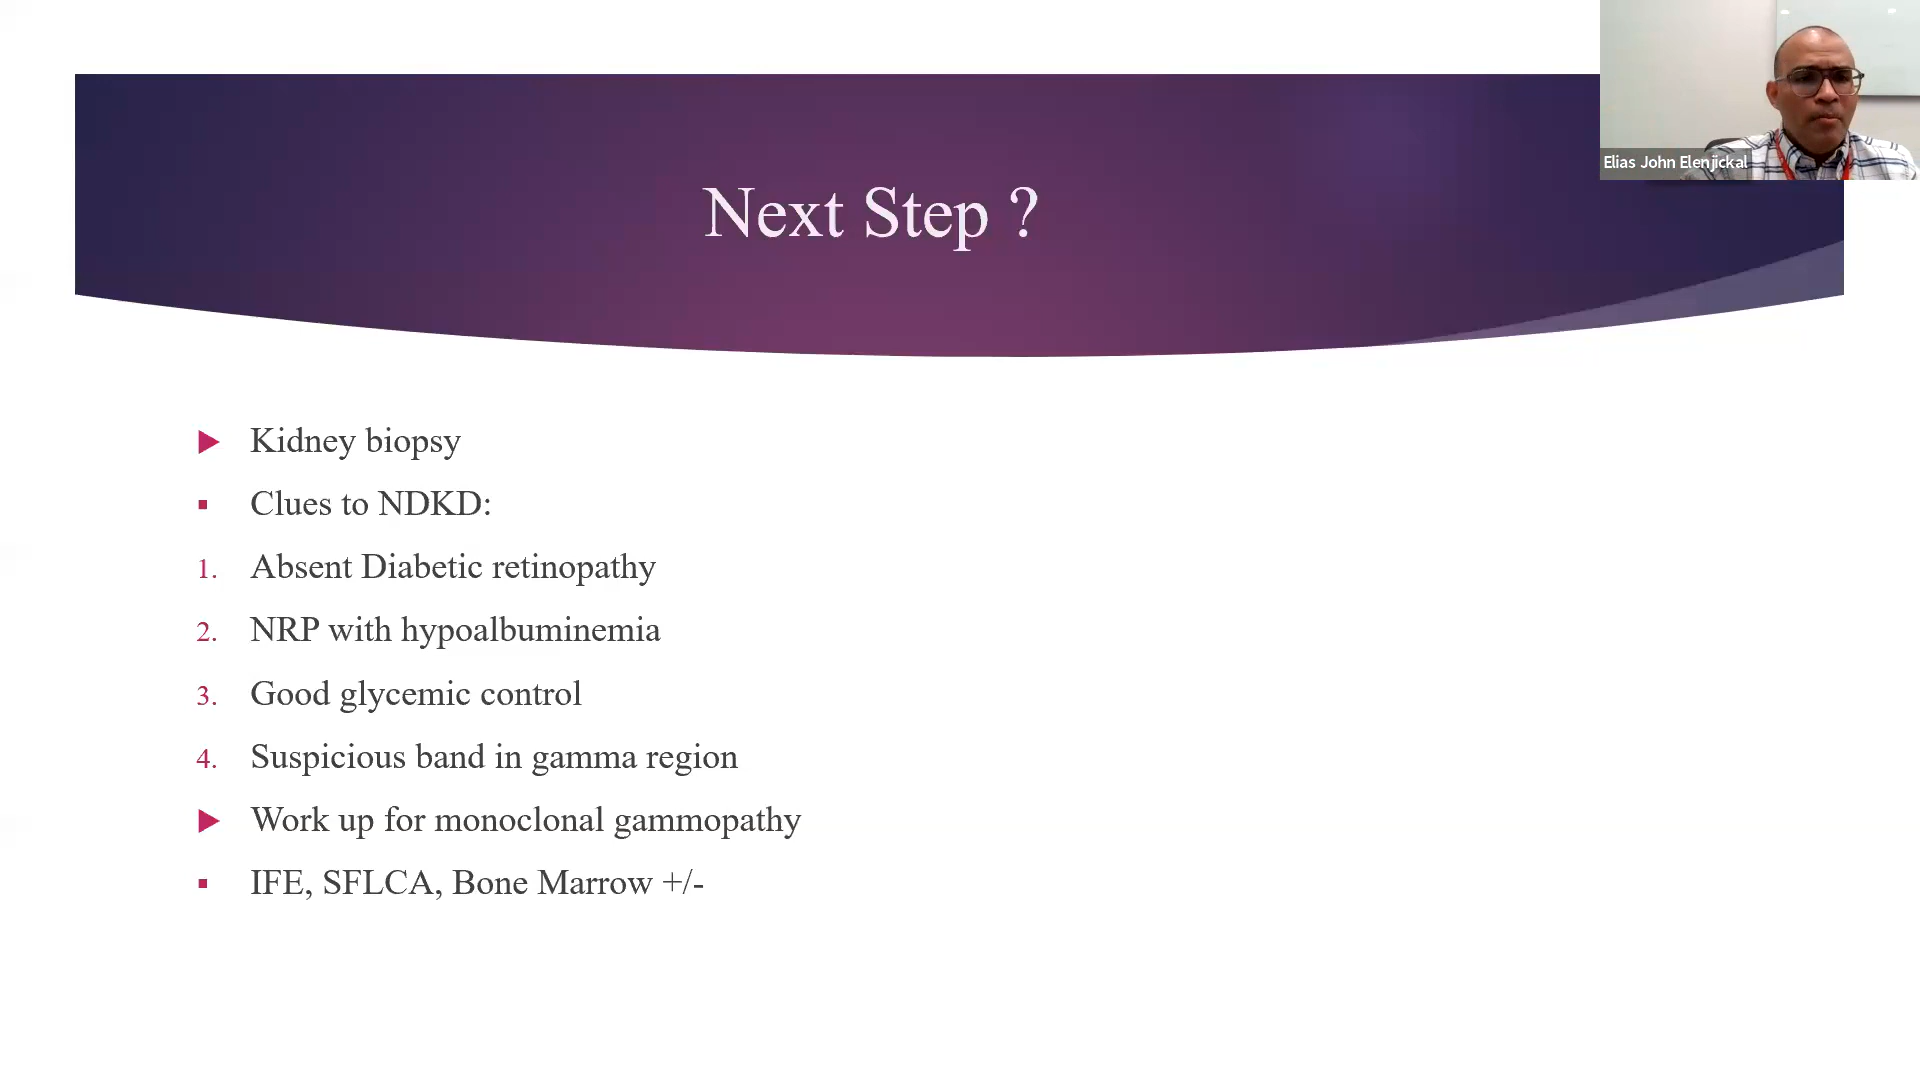 Elias John Elenjickal
Next Step ?
Kidney biopsy
Clues to NDKD:
1. Absent Diabetic retinopathy
2. NRP with hypoalbuminemia
3. Good glycemic control
4. Suspicious band in gamma region
Work up for monoclonal gammopathy
IFE, SFLCA, Bone Marrow +/-